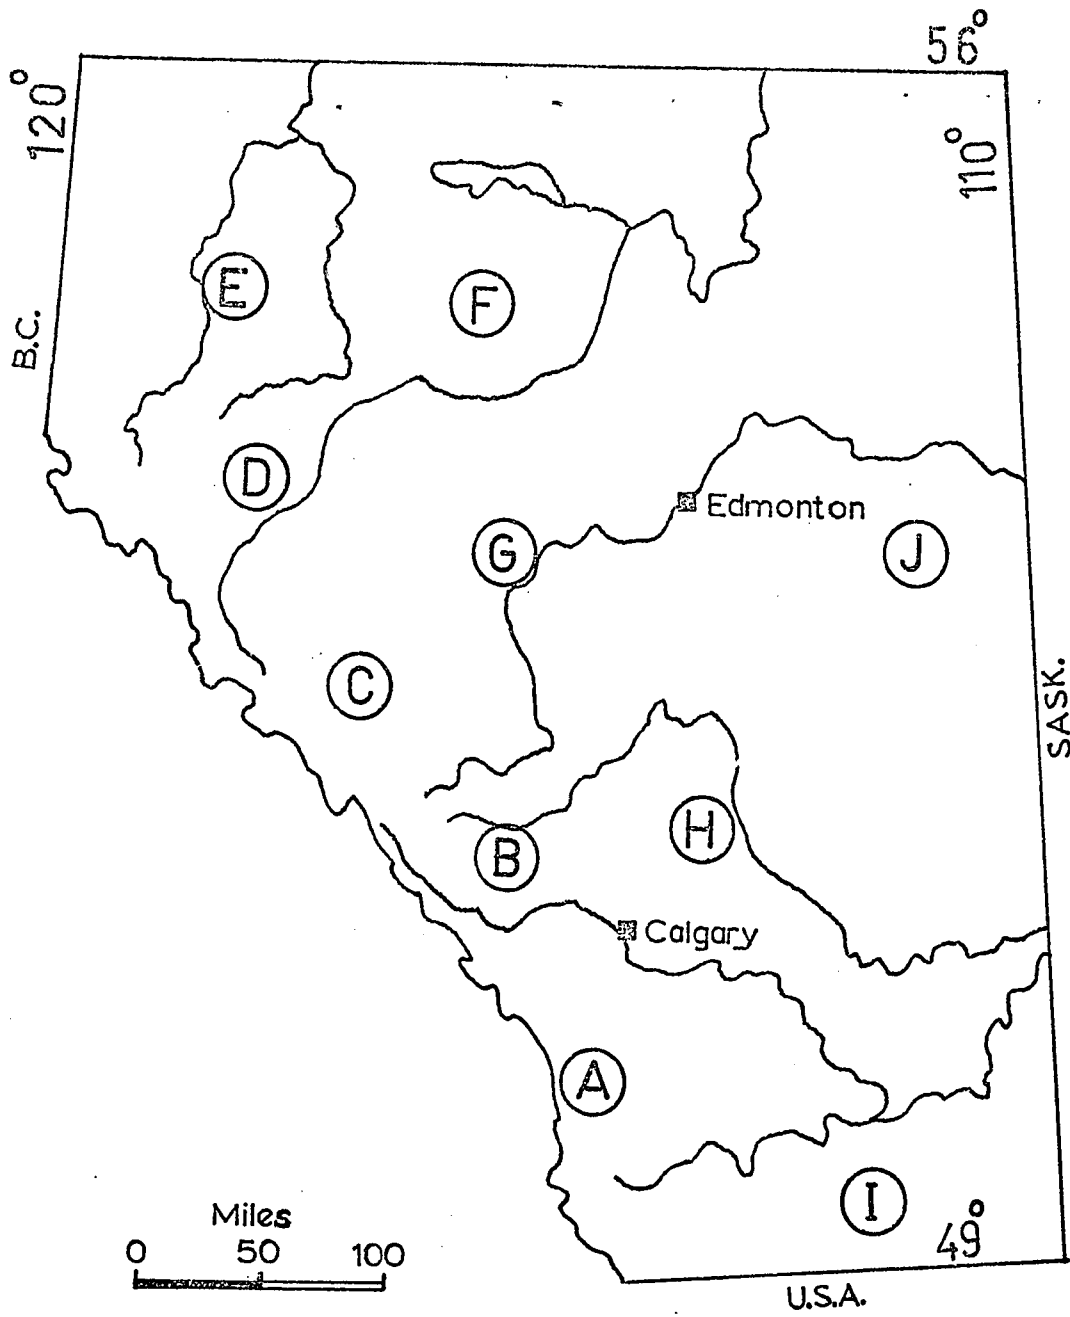 56°
120°
110°
E
F
B.C.
D
Edmonton
G
J
C
SASK.
H
B
Calgary
A
I
Miles
0 50 100
49°
U.S.A.